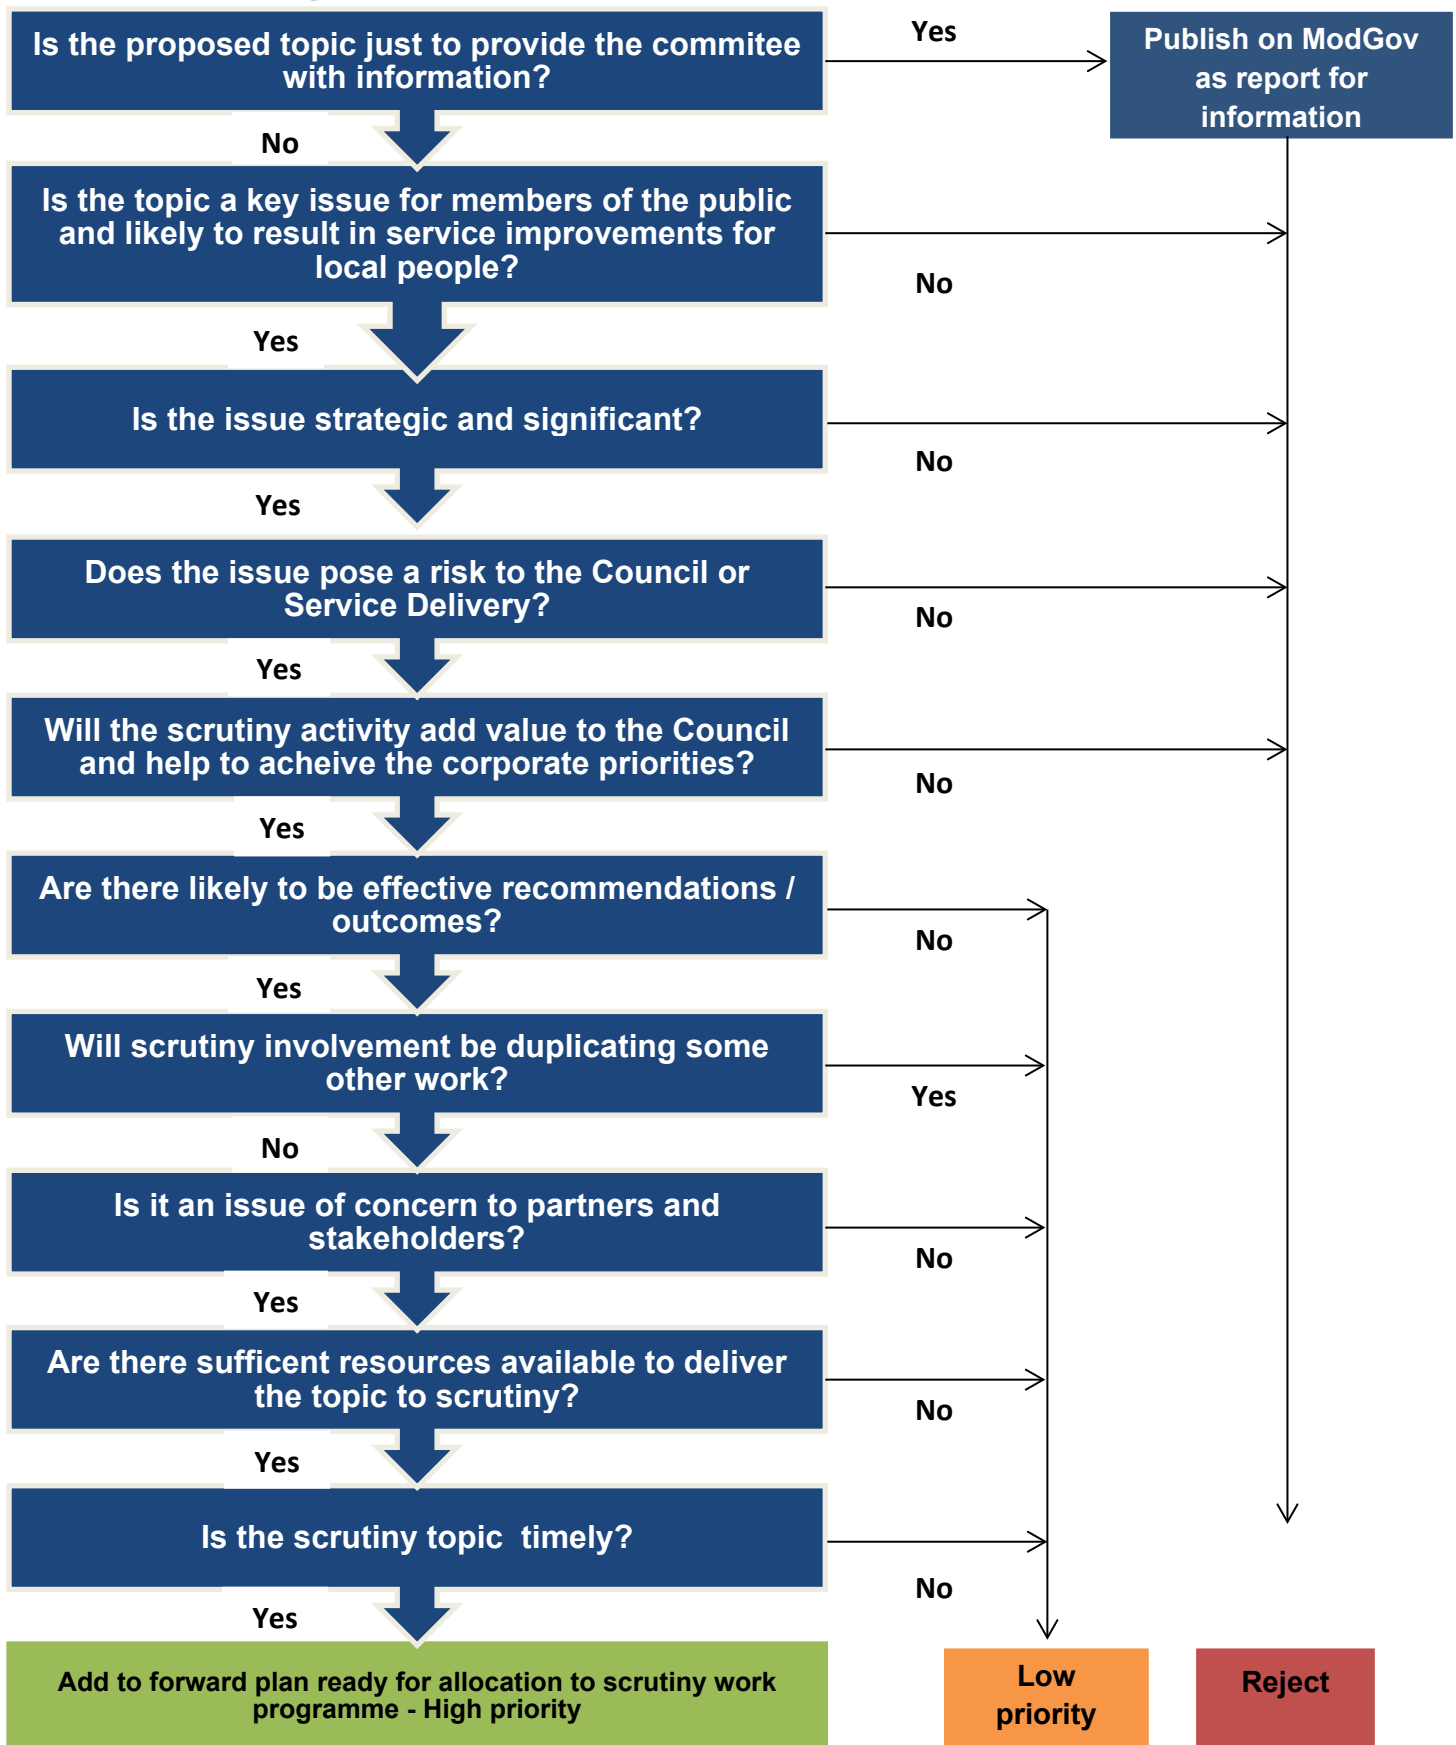 Is the proposed topic just to provide the commitee
with information?
Yes
Publish on ModGov
as report for
information
No
Is the topic a key issue for members of the public
and likely to result in service improvements for
local people?
No
Yes
Is the issue strategic and significant?
No
Yes
Does the issue pose a risk to the Council or
Service Delivery?
No
Yes
Will the scrutiny activity add value to the Council
and help to acheive the corporate priorities?
No
Yes
Are there likely to be effective recommendations /
outcomes?
No
Yes
Will scrutiny involvement be duplicating some
other work?
Yes
No
Is it an issue of concern to partners and
stakeholders?
No
Yes
Are there sufficent resources available to deliver
the topic to scrutiny?
No
Yes
Is the scrutiny topic  timely?
No
Yes
Add to forward plan ready for allocation to scrutiny work
programme - High priority
Low
priority
Reject